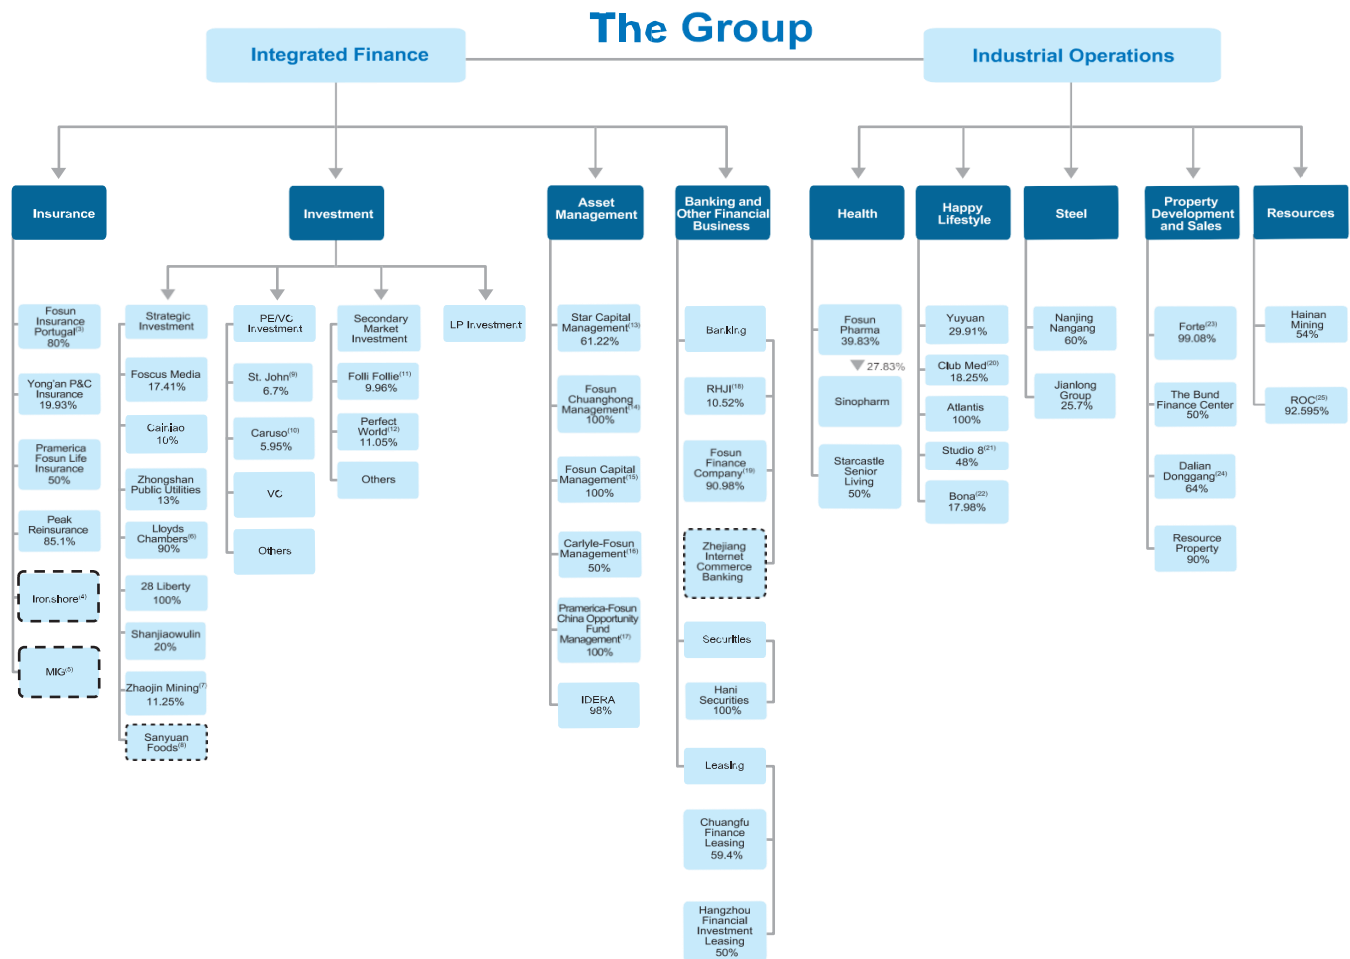 The Group
Integrated Finance
Industrial Operations
Insurance
Investment
Asset
Management
Banking and
Other Financial
Business
Health
Happy
Lifestyle
Steel
Property
Development
and Sales
Resources
Fosun
Insurance
Portugal(3)
80%
Yong'an P&C
Insurance
19.93%
Pramerica
Fosun Life
Insurance
50%
Peak
Reinsurance
85.1%
Ironshore(4)
MIG(5)
Strategic
Investment
Foscus Media
17.41%
Cainiao
10%
Zhongshan
Public Utilities
13%
Lloyds
Chambers(6)
90%
28 Liberty
100%
Shanjiaowulin
20%
Zhaojin Mining(7)
11.25%
Sanyuan
Foods(8)
PE/VC
Investment
St. John(9)
6.7%
Caruso(10)
5.95%
VC
Others
Secondary
Market
Investment
Folli Follie(11)
9.96%
Perfect
World(12)
11.05%
Others
LP Investment
Star Capital
Management(13)
61.22%
Fosun
Chuanghong
Management(14)
100%
Fosun Capital
Management(15)
100%
Carlyle-Fosun
Management(16)
50%
Pramerica-Fosun
China Opportunity
Fund
Management(17)
100%
IDERA
98%
Banking
RHJI(18)
10.52%
Fosun
Finance
Company(19)
90.98%
Zhejiang
Internet
Commerce
Banking
Securities
Hani
Securities
100%
Leasing
Chuangfu
Finance
Leasing
59.4%
Hangzhou
Financial
Investment
Leasing
50%
Fosun
Pharma
39.83%
27.83%
Sinopharm
Starcastle
Senior
Living
50%
Yuyuan
29.91%
Club Med(20)
18.25%
Atlantis
100%
Studio 8(21)
48%
Bona(22)
17.98%
Nanjing
Nangang
60%
Jianlong
Group
25.7%
Forte(23)
99.08%
The Bund
Finance Center
50%
Dalian
Donggang(24)
64%
Resource
Property
90%
Hainan
Mining
54%
ROC(25)
92.595%